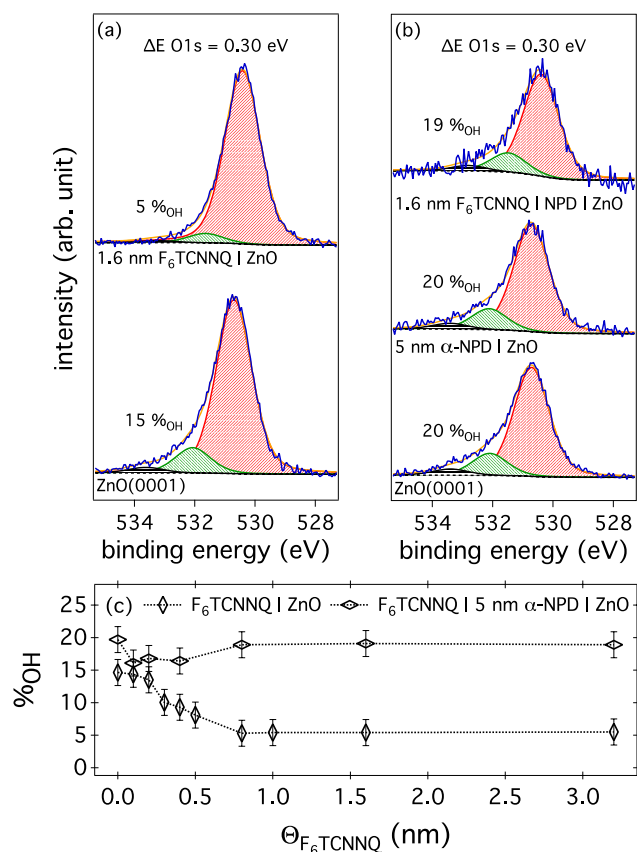 (a)
ΔE O1s = 0.30 eV
5 %OH
1.6 nm F6TCNNQ | ZnO
15 %OH
ZnO(0001)
534 532 530 528
binding energy (eV)
intensity (arb. unit)
(b)
ΔE O1s = 0.30 eV
19 %OH
1.6 nm F6TCNNQ | NPD | ZnO
20 %OH
5 nm α-NPD | ZnO
20 %OH
ZnO(0001)
534 532 530 528
binding energy (eV)
(c)
F6TCNNQ | ZnO
F6TCNNQ | 5 nm α-NPD | ZnO
25
20
15
10
5
0
%OH
0.0 0.5 1.0 1.5 2.0 2.5 3.0
ΘF6TCNNQ (nm)